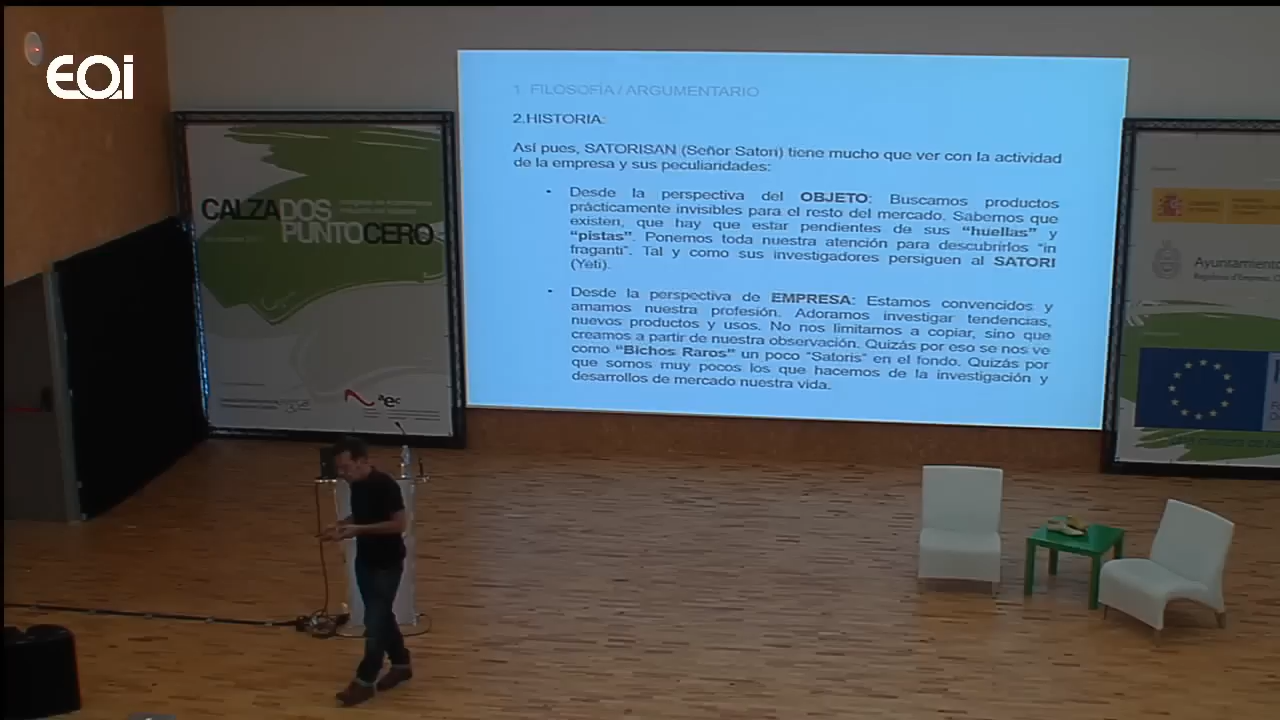 EOi
1. FILOSOFÍA / ARGUMENTARIO
2.HISTORIA:
Así pues, SATORISAN (Señor Satori) tiene mucho que ver con la actividad
de la empresa y sus peculiaridades:
• Desde la perspectiva del OBJETO: Buscamos productos
prácticamente invisibles para el resto del mercado. Sabemos que
existen, que hay que estar pendientes de sus “huellas” y
“pistas”. Ponemos toda nuestra atención para descubrirlos “in
fraganti”. Tal y como sus investigadores persiguen al SATORI
(Yeti).
• Desde la perspectiva de EMPRESA: Estamos convencidos y
amamos nuestra profesión. Adoramos investigar tendencias,
nuevos productos y usos. No nos limitamos a copiar, sino que
creamos a partir de nuestra observación. Quizás por eso se nos ve
como “Bichos Raros” un poco “Satoris” en el fondo. Quizás por
que somos muy pocos los que hacemos de la investigación y
desarrollos de mercado nuestra vida.
CALZADOS
PUNTOCERO
aec
Ayuntamiento